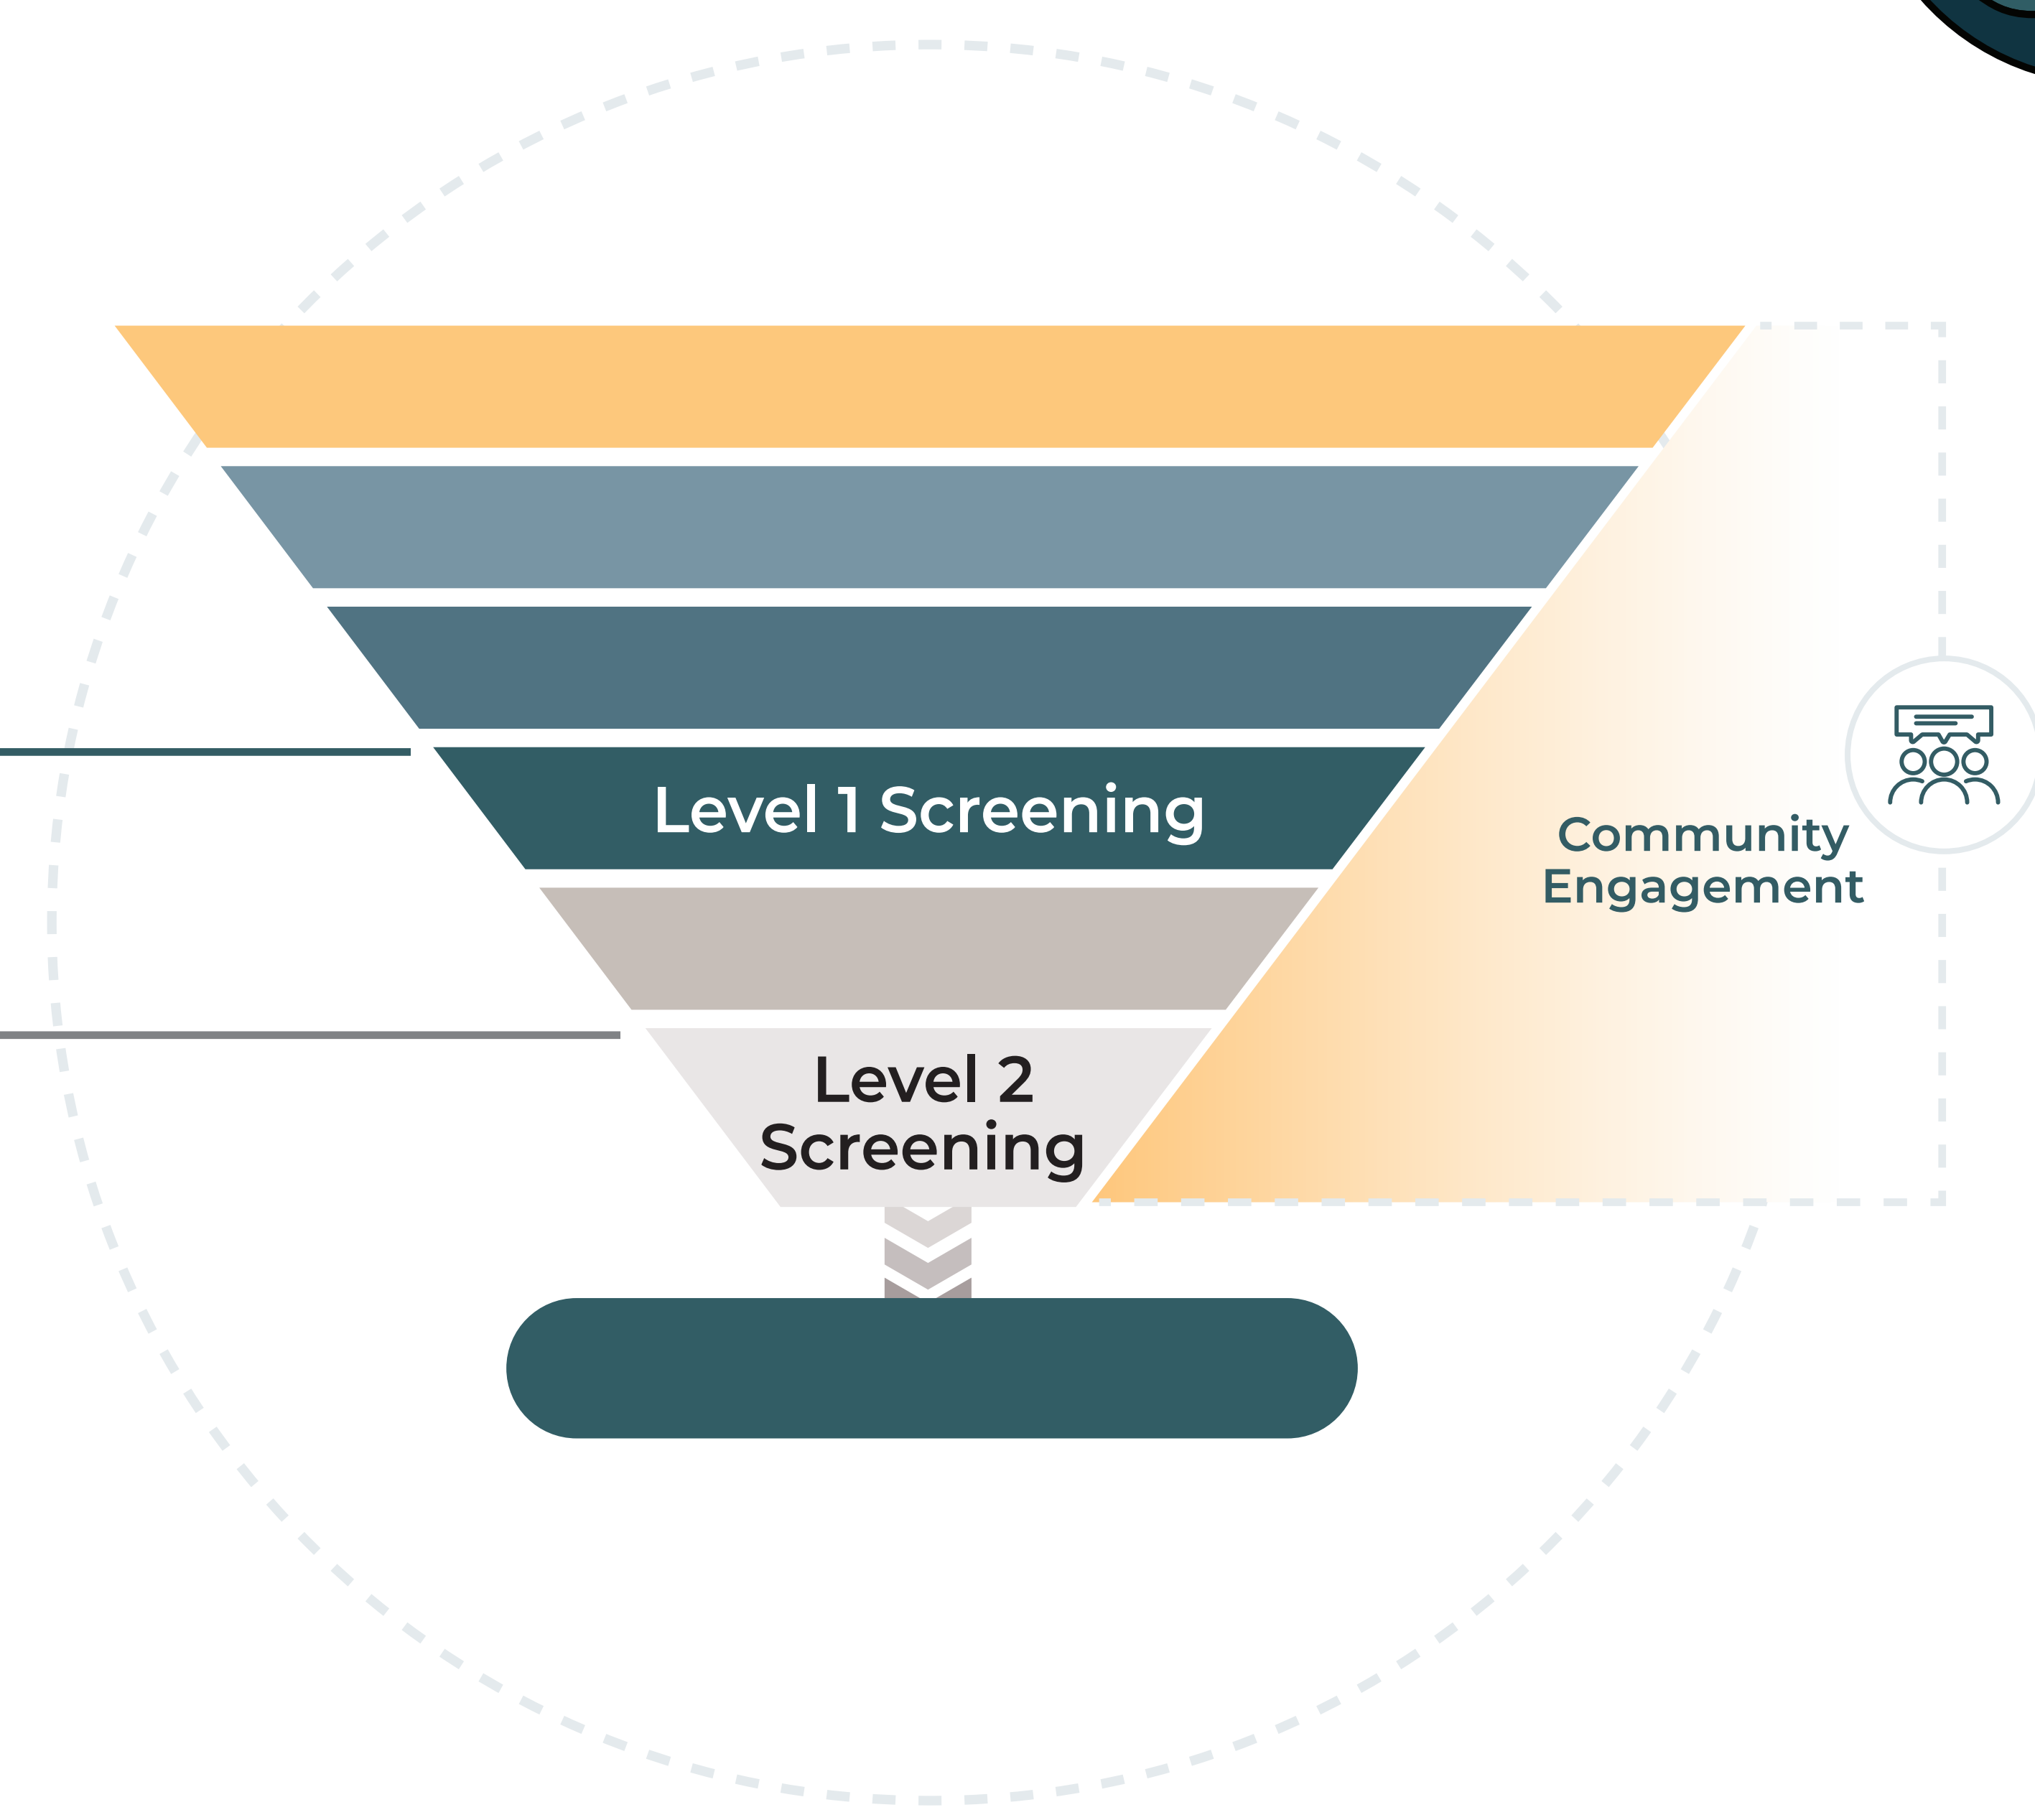 Level 1 Screening
Community
Engagement
Level 2
Screening